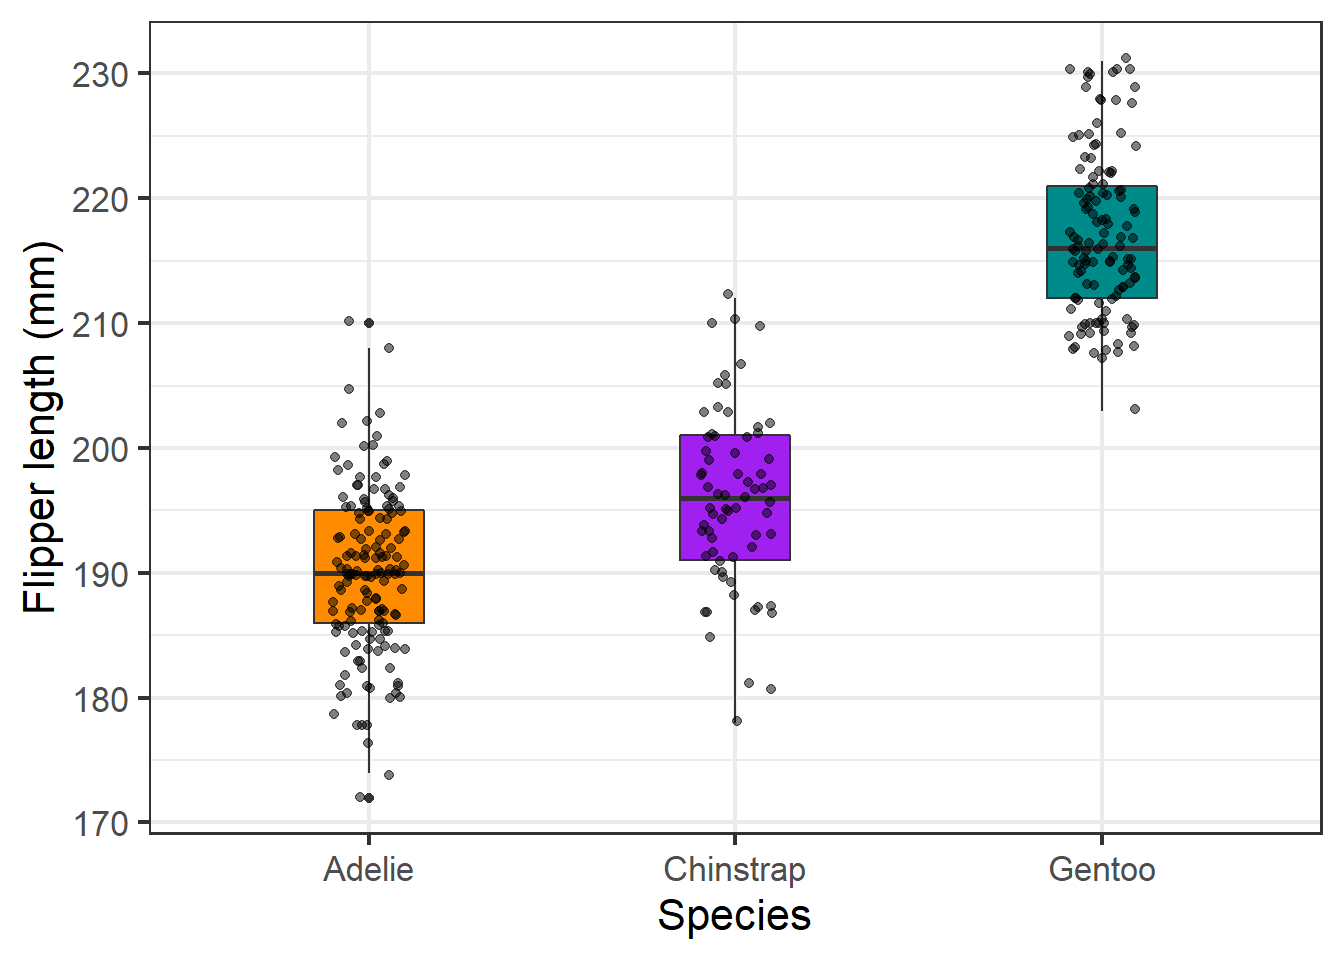 Flipper length (mm)
230
220
210
200
190
180
170
Adelie
Chinstrap
Gentoo
Species